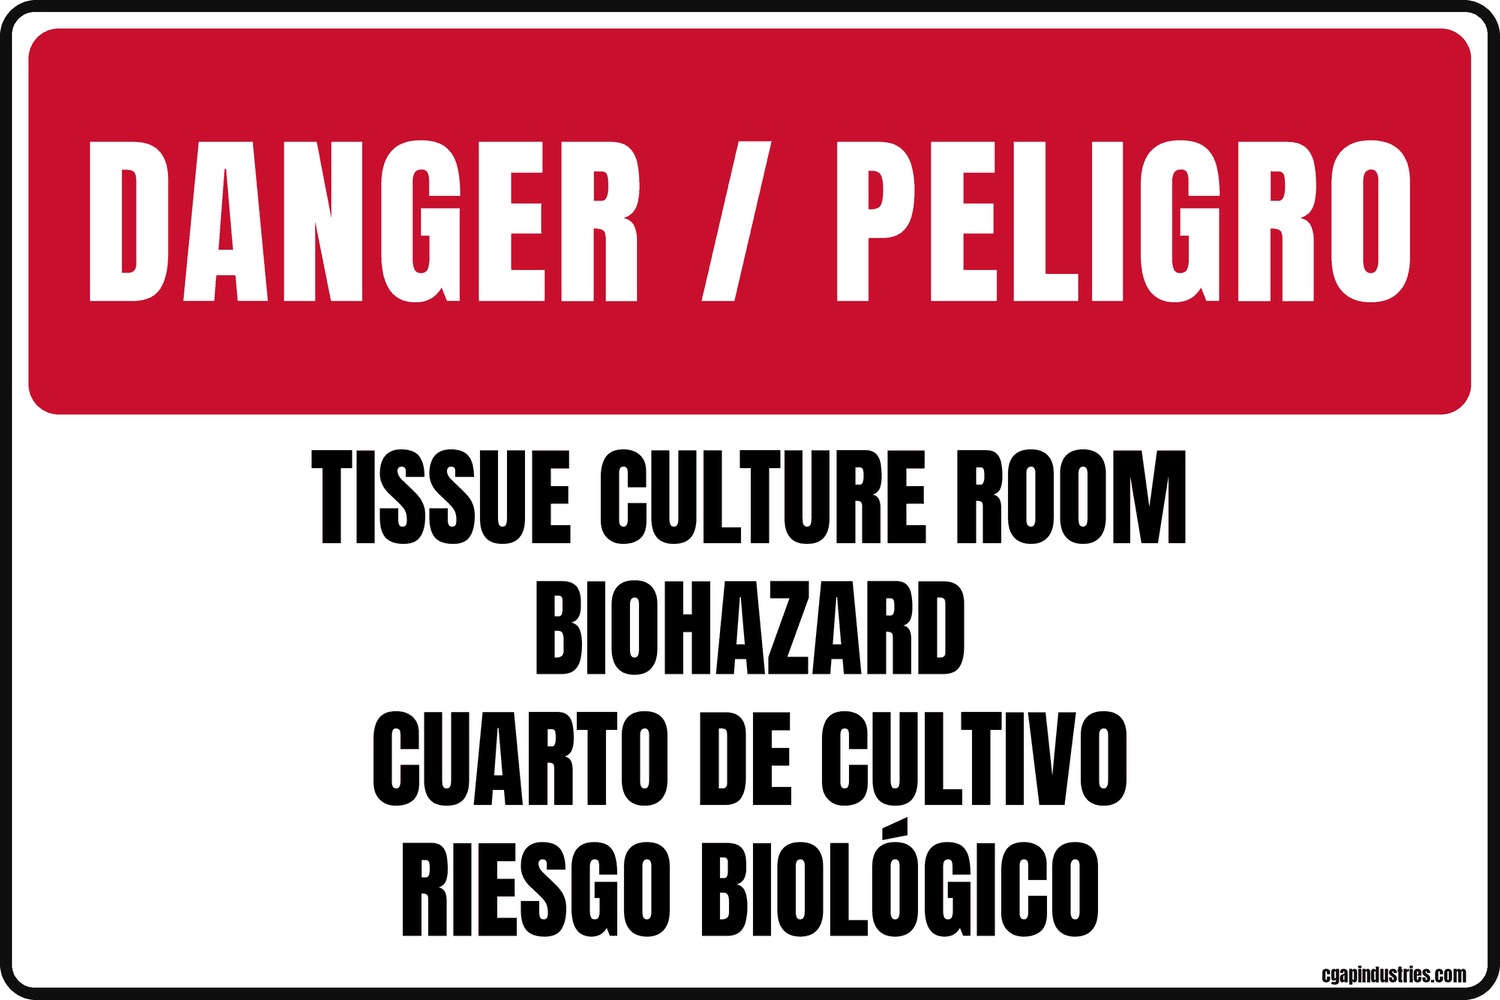 DANGER / PELIGRO
TISSUE CULTURE ROOM
BIOHAZARD
CUARTO DE CULTIVO
RIESGO BIOLÓGICO
cgapindustries.com